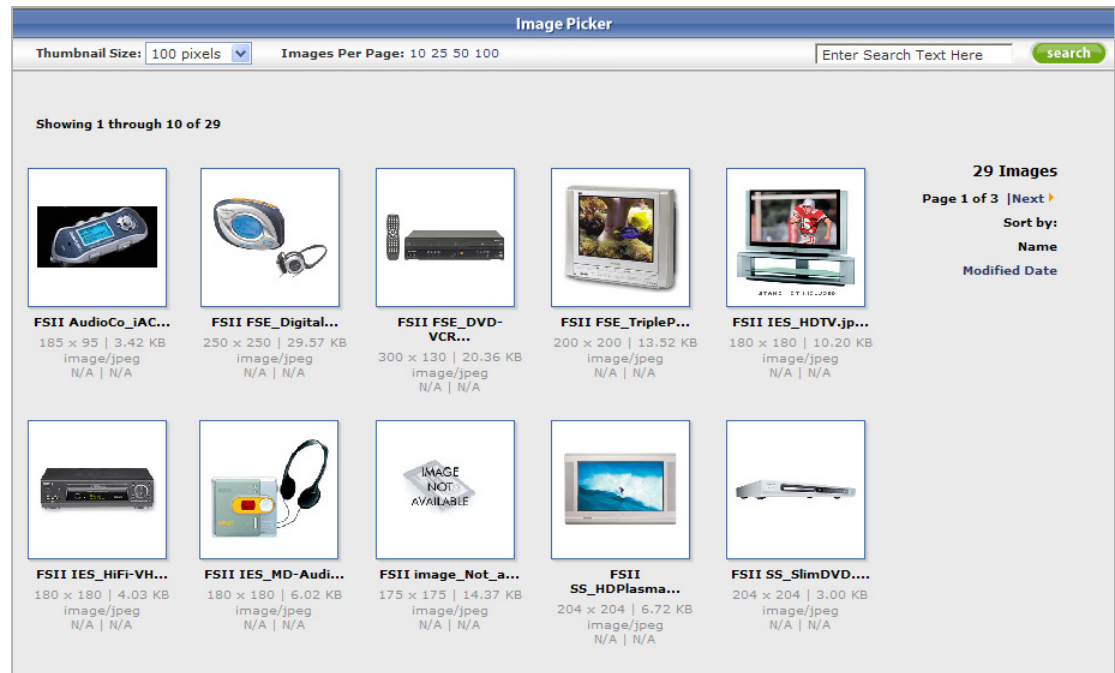 Image Picker
Thumbnail Size: 100 pixels Images Per Page: 10 25 50 100 Enter Search Text Here search
Showing 1 through 10 of 29
29 Images
Page 1 of 3 |Next
Sort by:
Name
Modified Date
FSII AudioCo_iAC...
185 x 95 | 3.42 KB
image/jpeg
N/A | N/A
FSII FSE_Digital...
250 x 250 | 29.57 KB
image/jpeg
N/A | N/A
FSII FSE_DVD-
VCR...
300 x 130 | 20.36 KB
image/jpeg
N/A | N/A
FSII FSE_TripleP...
200 x 200 | 13.52 KB
image/jpeg
N/A | N/A
FSII IES_HDTV.jp...
180 x 180 | 10.20 KB
image/jpeg
N/A | N/A
FSII IES_HiFi-VH...
180 x 180 | 4.03 KB
image/jpeg
N/A | N/A
FSII IES_MD-Audi...
180 x 180 | 6.02 KB
image/jpeg
N/A | N/A
IMAGE
NOT
AVAILABLE
FSII image_Not_a...
175 x 175 | 14.37 KB
image/jpeg
N/A | N/A
FSII
SS_HDPlasma...
204 x 204 | 6.72 KB
image/jpeg
N/A | N/A
FSII SS_SlimDVD....
204 x 204 | 3.00 KB
image/jpeg
N/A | N/A